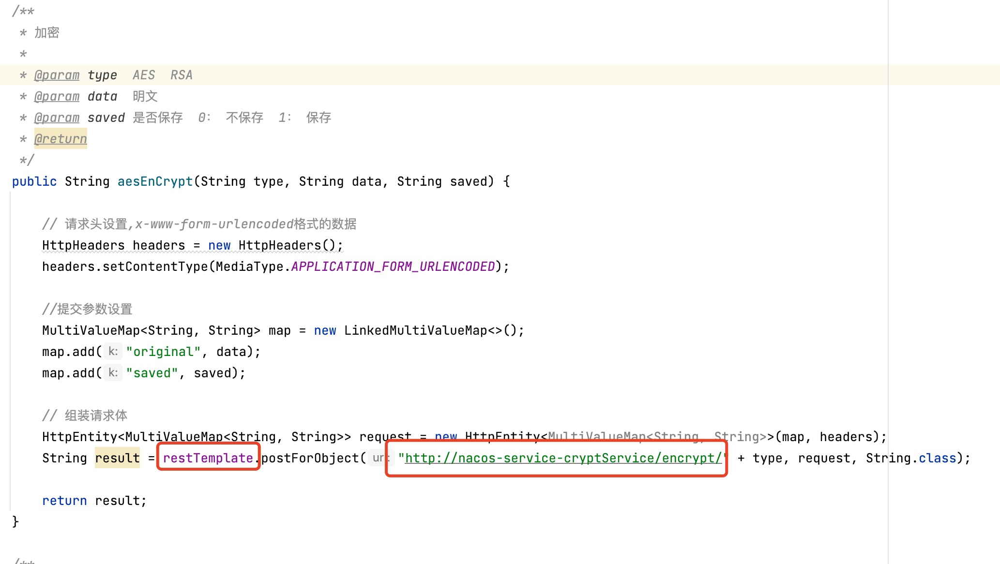 /**
* 加密
*
* @param type AES RSA
* @param data 明文
* @param saved 是否保存 0： 不保存 1： 保存
* @return
*/
public String aesEnCrypt(String type, String data, String saved) {
// 请求头设置,x-www-form-urlencoded格式的数据
HttpHeaders headers = new HttpHeaders();
headers.setContentType(MediaType.APPLICATION_FORM_URLENCODED);
//提交参数设置
MultiValueMap<String, String> map = new LinkedMultiValueMap<>();
map.add( k: "original", data);
map.add( k: "saved", saved);
// 组装请求体
HttpEntity<MultiValueMap<String, String>> request = new HttpEntity<MultiValueMap<String, String>>(map, headers);
String result = restTemplate.postForObject( url: "http://nacos-service-cryptService/encrypt/" + type, request, String.class);
return result;
}
/**